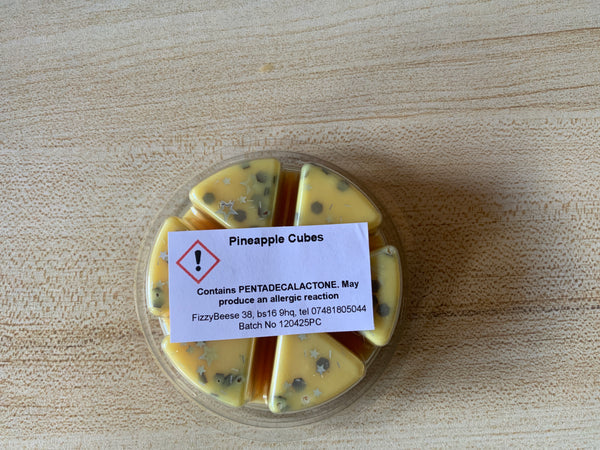 Pineapple Cubes
Contains PENTADECALACTONE. May
produce an allergic reaction
FizzyBeese 38, bs16 9hq, tel 07481805044
Batch No 120425PC